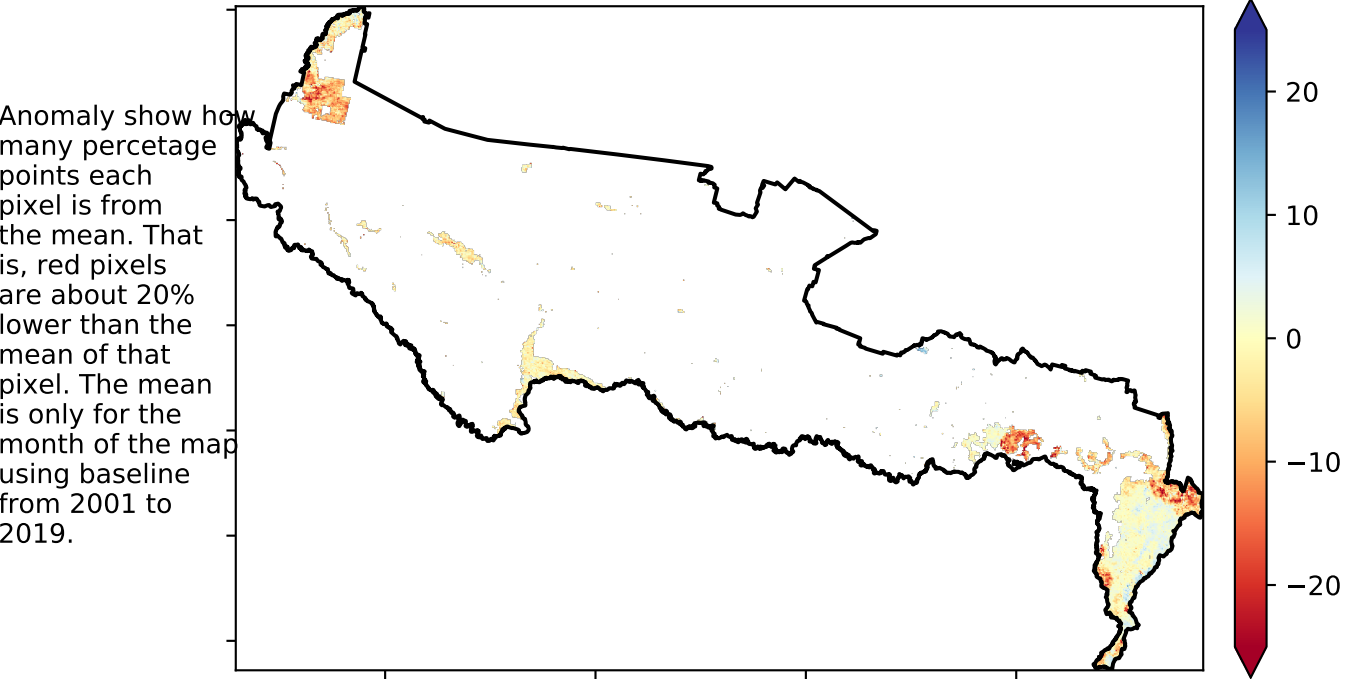 Anomaly show how
many percetage
points each
pixel is from
the mean. That
is, red pixels
are about 20%
lower than the
mean of that
pixel. The mean
is only for the
month of the map
using baseline
from 2001 to
2019.
20
10
0
−10
−20